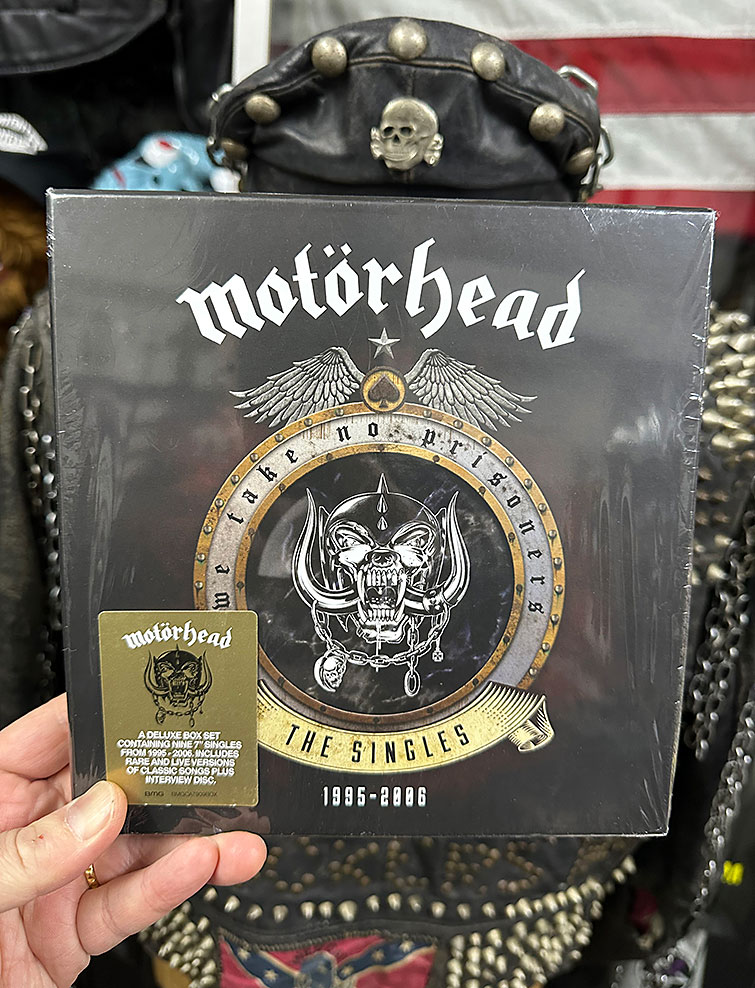 motörhead
we take no prisoners
THE SINGLES
1995-2006
motörhead
A DELUXE BOX SET
CONTAINING NINE 7" SINGLES
FROM 1995 - 2006. INCLUDES
RARE AND LIVE VERSIONS
OF CLASSIC SONGS PLUS
INTERVIEW DISC.
BMG
M